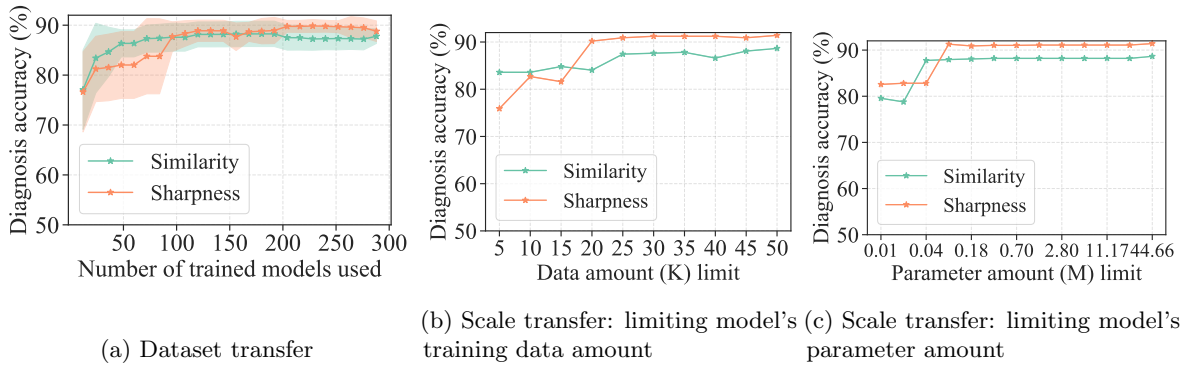 Diagnosis accuracy (%)
90
80
70
60
50
Similarity
Sharpness
50 100 150 200 250 300
Number of trained models used
(a) Dataset transfer
Diagnosis accuracy (%)
90
80
70
60
50
Similarity
Sharpness
5 10 15 20 25 30 35 40 45 50
Data amount (K) limit
(b) Scale transfer: limiting model's
training data amount
Diagnosis accuracy (%)
90
80
70
60
50
Similarity
Sharpness
0.01 0.04 0.18 0.70 2.80 11.17 44.66
Parameter amount (M) limit
(c) Scale transfer: limiting model's
parameter amount